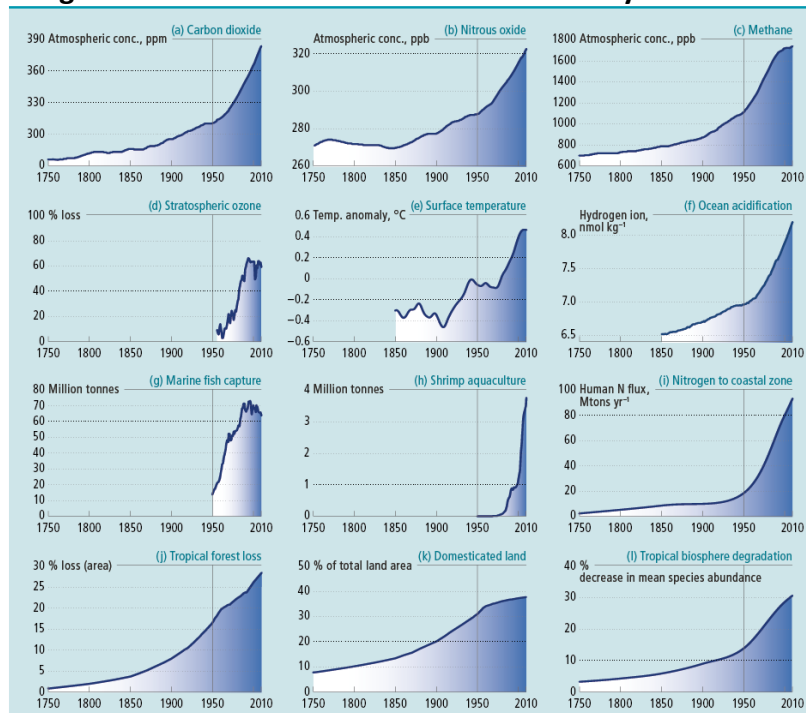 (a) Carbon dioxide
390 Atmospheric conc., ppm
360
330
300
0
1750 1800 1850 1900 1950 2010
(b) Nitrous oxide
Atmospheric conc., ppb
320
300
280
260
1750 1800 1850 1900 1950 2010
(c) Methane
1800 Atmospheric conc., ppb
1600
1400
1200
1000
800
600
1750 1800 1850 1900 1950 2010
(d) Stratospheric ozone
100 % loss
80
60
40
20
0
1750 1800 1850 1900 1950 2010
(e) Surface temperature
0.6 Temp. anomaly, °C
0.4
0.2
0
−0.2
−0.4
−0.6
1750 1800 1850 1900 1950 2010
(f) Ocean acidification
Hydrogen ion,
nmol kg⁻¹
8.0
7.5
7.0
6.5
1750 1800 1850 1900 1950 2010
(g) Marine fish capture
80 Million tonnes
70
60
50
40
30
20
10
0
1750 1800 1850 1900 1950 2010
(h) Shrimp aquaculture
4 Million tonnes
3
2
1
0
1750 1800 1850 1900 1950 2010
(i) Nitrogen to coastal zone
100 Human N flux,
Mtons yr⁻¹
80
60
40
20
0
1750 1800 1850 1900 1950 2010
(j) Tropical forest loss
30 % loss (area)
25
20
15
10
5
0
1750 1800 1850 1900 1950 2010
(k) Domesticated land
50 % of total land area
40
30
20
10
0
1750 1800 1850 1900 1950 2010
(l) Tropical biosphere degradation
40 %
decrease in mean species abundance
30
20
10
0
1750 1800 1850 1900 1950 2010